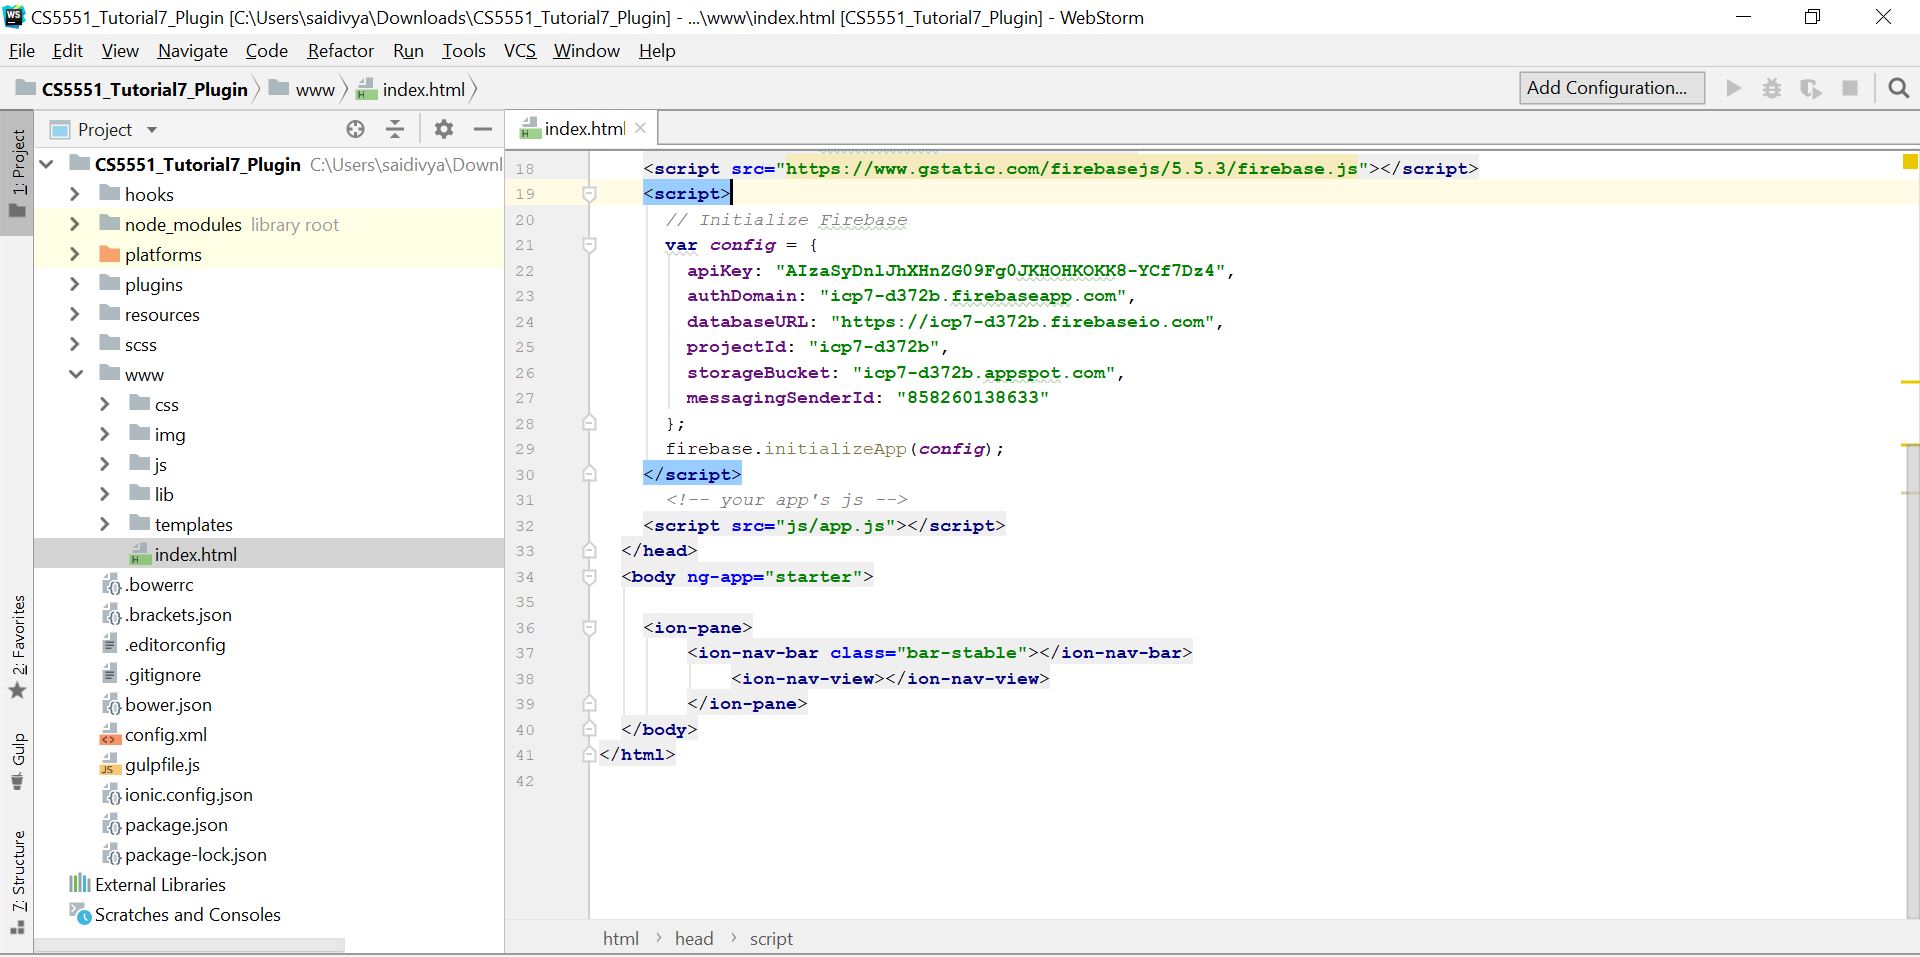 CS5551_Tutorial7_Plugin [C:\Users\saidivya\Downloads\CS5551_Tutorial7_Plugin] - ...\www\index.html [CS5551_Tutorial7_Plugin] - WebStorm
File Edit View Navigate Code Refactor Run Tools VCS Window Help
CS5551_Tutorial7_Plugin www index.html Add Configuration...
1: Project
2: Favorites
Gulp
7: Structure
Project
CS5551_Tutorial7_Plugin C:\Users\saidivya\Downl
hooks
node_modules library root
platforms
plugins
resources
scss
www
css
img
js
lib
templates
index.html
.bowerrc
.brackets.json
.editorconfig
.gitignore
bower.json
config.xml
gulpfile.js
ionic.config.json
package.json
package-lock.json
External Libraries
Scratches and Consoles
index.html
18 <script src="https://www.gstatic.com/firebasejs/5.5.3/firebase.js"></script>
19 <script>
20 // Initialize Firebase
21 var config = {
22 apiKey: "AIzaSyDnlJhXHnZG09Fg0JKHOHKOKK8-YCf7Dz4",
23 authDomain: "icp7-d372b.firebaseapp.com",
24 databaseURL: "https://icp7-d372b.firebaseio.com",
25 projectId: "icp7-d372b",
26 storageBucket: "icp7-d372b.appspot.com",
27 messagingSenderId: "858260138633"
28 };
29 firebase.initializeApp(config);
30 </script>
31 <!-- your app's js -->
32 <script src="js/app.js"></script>
33 </head>
34 <body ng-app="starter">
35
36 <ion-pane>
37 <ion-nav-bar class="bar-stable"></ion-nav-bar>
38 <ion-nav-view></ion-nav-view>
39 </ion-pane>
40 </body>
41 </html>
42
html › head › script